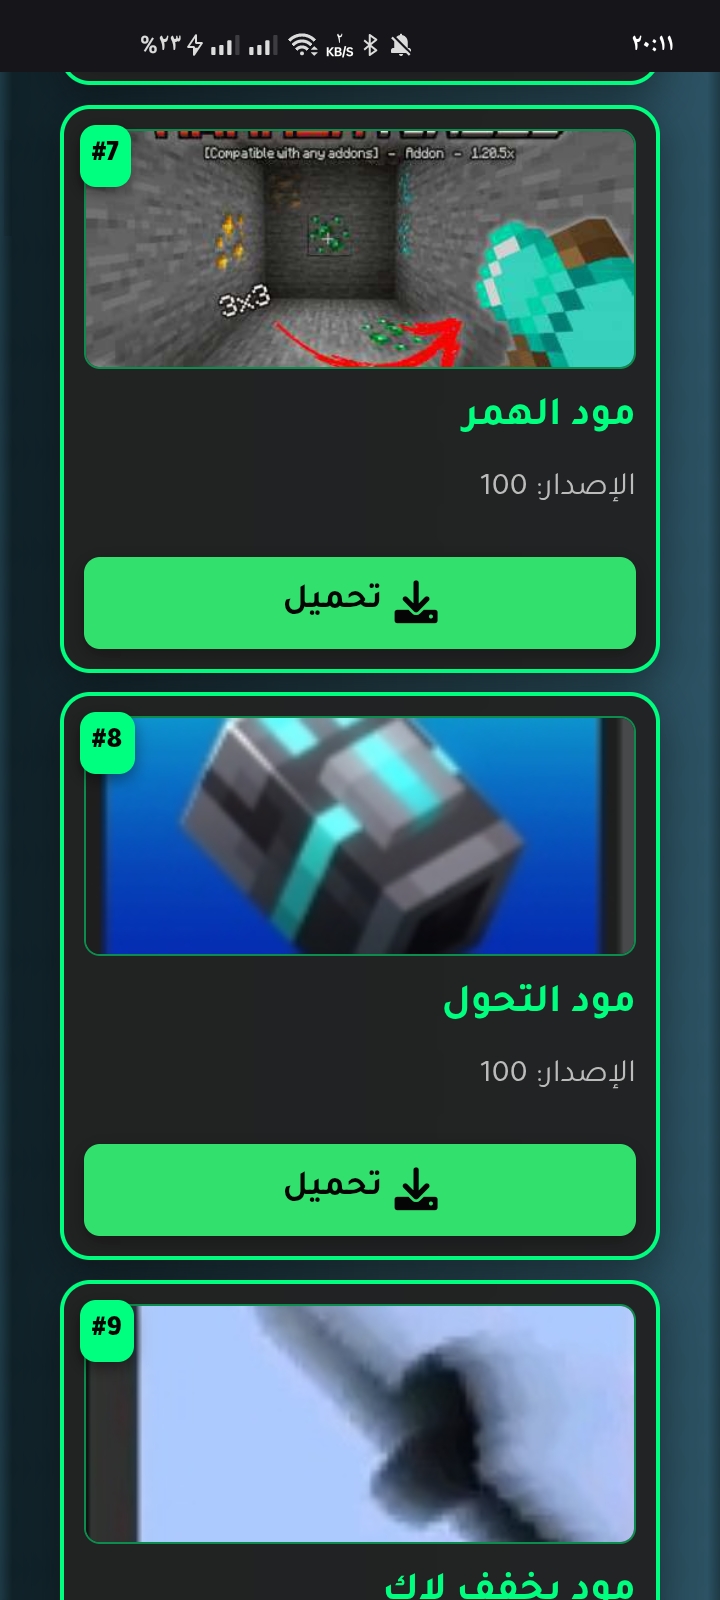 %٢٣
٢
KB/S
٢٠:١١
#7
[Compatible with any addons] - Addon - 1.20.5x
3x3
مود الهمر
الإصدار: 100
تحميل
#8
مود التحول
الإصدار: 100
تحميل
#9
مود يخفف لاك